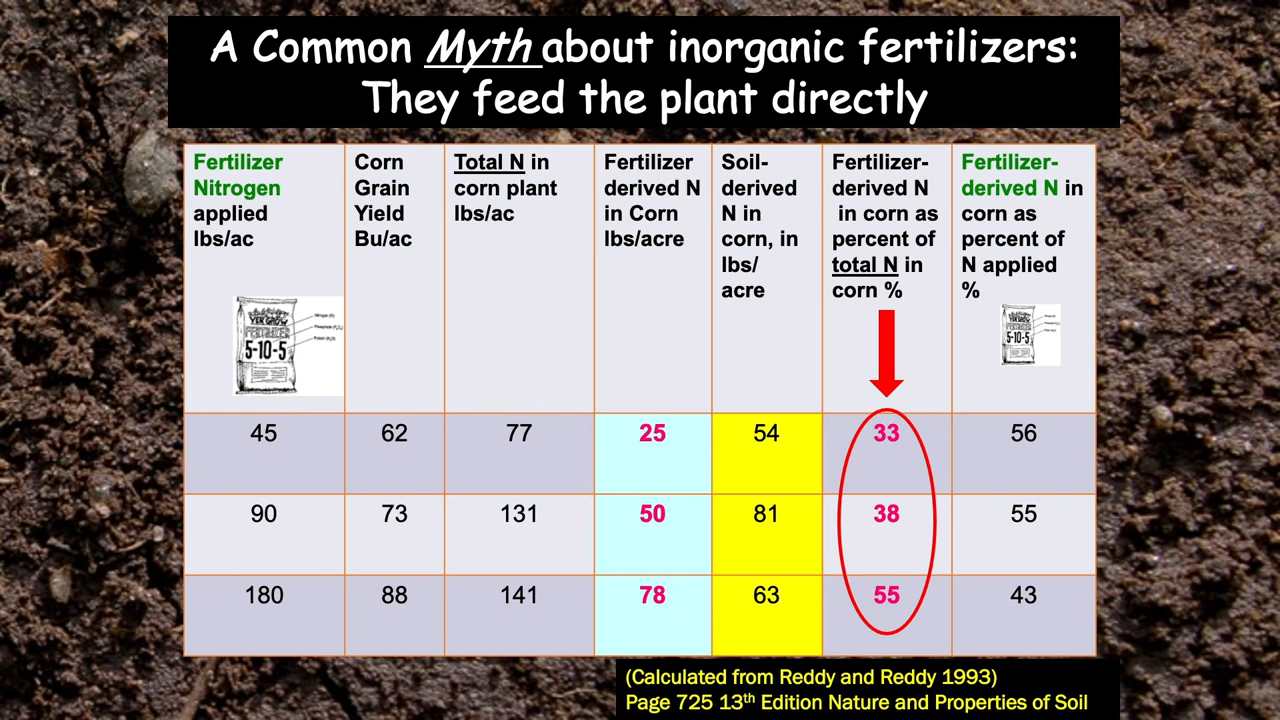 A Common Myth about inorganic fertilizers:
They feed the plant directly
Fertilizer
Nitrogen
applied
lbs/ac
Corn
Grain
Yield
Bu/ac
Total N in
corn plant
lbs/ac
Fertilizer
derived N
in Corn
lbs/acre
Soil-
derived
N in
corn, in
lbs/
acre
Fertilizer-
derived N
in corn as
percent of
total N in
corn %
Fertilizer-
derived N in
corn as
percent of
N applied
%
YER GROW
FERTILIZER
5-10-5
5-10-5
45 62 77 25 54 33 56
90 73 131 50 81 38 55
180 88 141 78 63 55 43
(Calculated from Reddy and Reddy 1993)
Page 725 13th Edition Nature and Properties of Soil